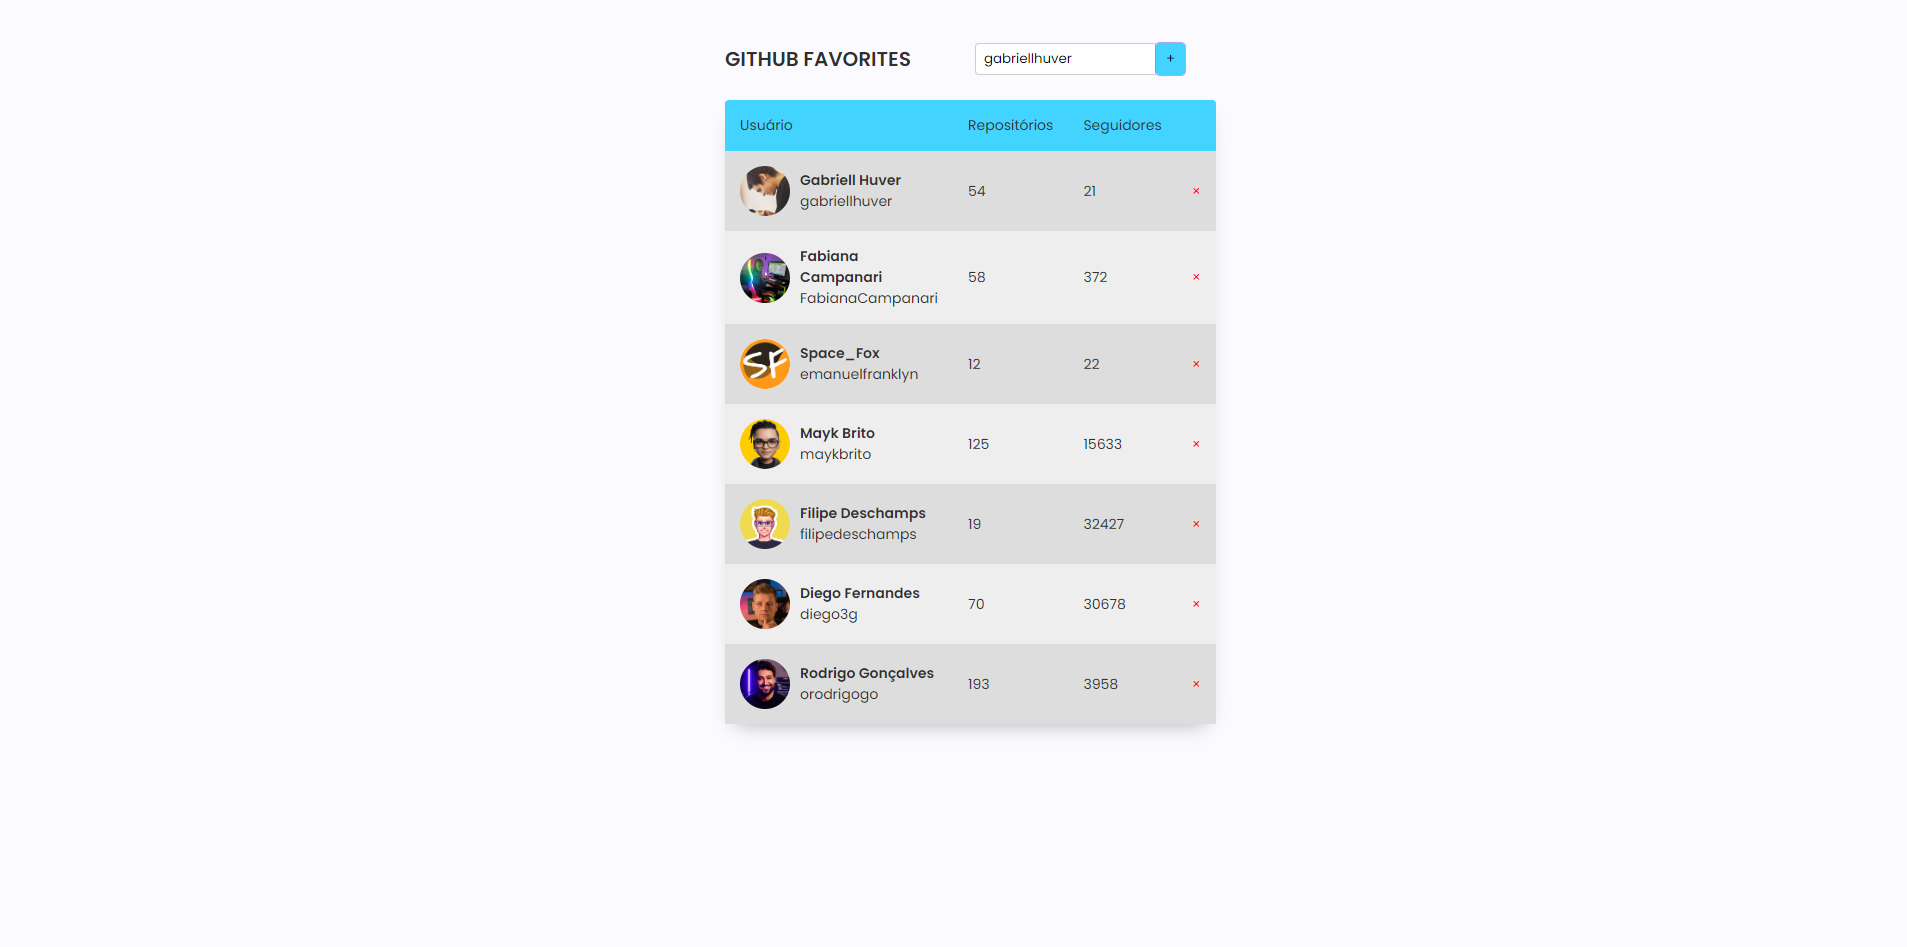 GITHUB FAVORITES
gabriellhuver +
Usuário Repositórios Seguidores
Gabriell Huver
gabriellhuver
54 21 ×
Fabiana
Campanari
FabianaCampanari
58 372 ×
SF
Space_Fox
emanuelfranklyn
12 22 ×
Mayk Brito
maykbrito
125 15633 ×
Filipe Deschamps
filipedeschamps
19 32427 ×
Diego Fernandes
diego3g
70 30678 ×
Rodrigo Gonçalves
orodrigogo
193 3958 ×